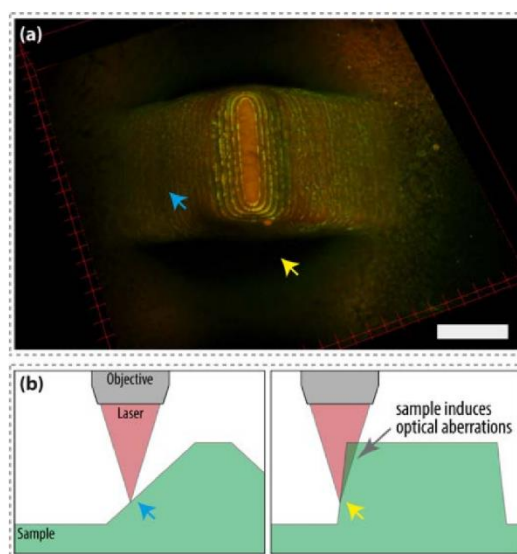 (a)
(b)
Objective
Laser
Sample
sample induces
optical aberrations